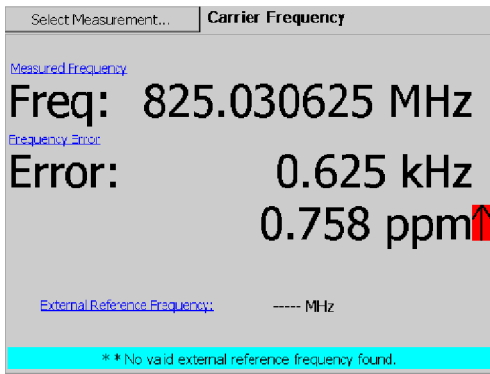 Select Measurement... Carrier Frequency
Measured Frequency
Freq: 825.030625 MHz
Frequency Error
Error: 0.625 kHz
0.758 ppm↑
External Reference Frequency: ----- MHz
* * No valid external reference frequency found.